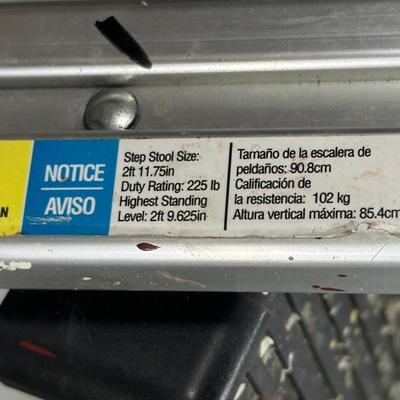 N
NOTICE
AVISO
Step Stool Size:
2ft 11.75in
Duty Rating: 225 lb
Highest Standing
Level: 2ft 9.625in
Tamaño de la escalera de
peldaños: 90.8cm
Calificación de
la resistencia: 102 kg
Altura vertical máxima: 85.4cm